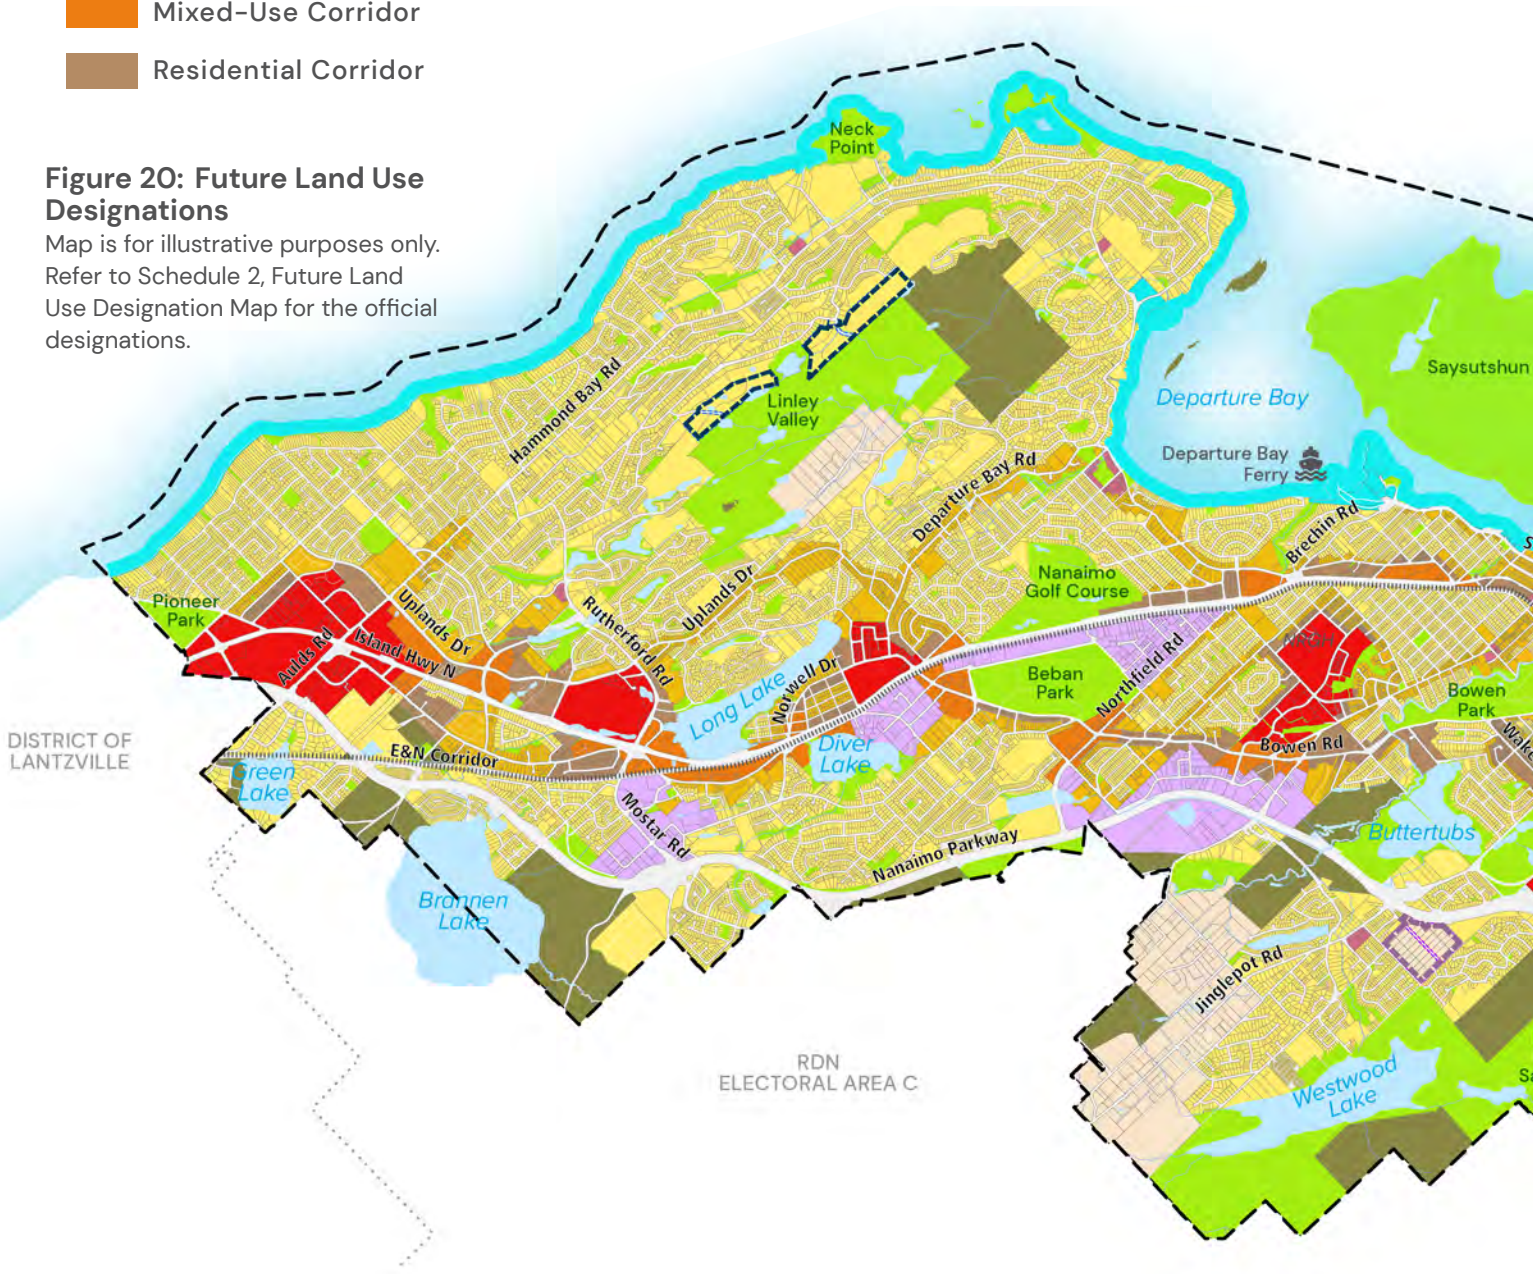 Mixed-Use Corridor
Residential Corridor
Figure 20: Future Land Use
Designations
Map is for illustrative purposes only.
Refer to Schedule 2, Future Land
Use Designation Map for the official
designations.
Neck
Point
Saysutshun
Linley
Valley
Departure Bay
Hammond Bay Rd
Departure Bay
Ferry
Departure Bay Rd
Brechin Rd
Nanaimo
Golf Course
Pioneer
Park
Uplands Dr
Uplands Dr
Rutherford Rd
Island Hwy N
Aulds Rd
NRGH
Beban
Park
Northfield Rd
Bowen
Park
Norwell Dr
Long Lake
Diver
Lake
Bowen Rd
Wake
DISTRICT OF
LANTZVILLE
E&N Corridor
Green
Lake
Mostar Rd
Nanaimo Parkway
Buttertubs
Brannen
Lake
Jinglepot Rd
RDN
ELECTORAL AREA C
Westwood
Lake